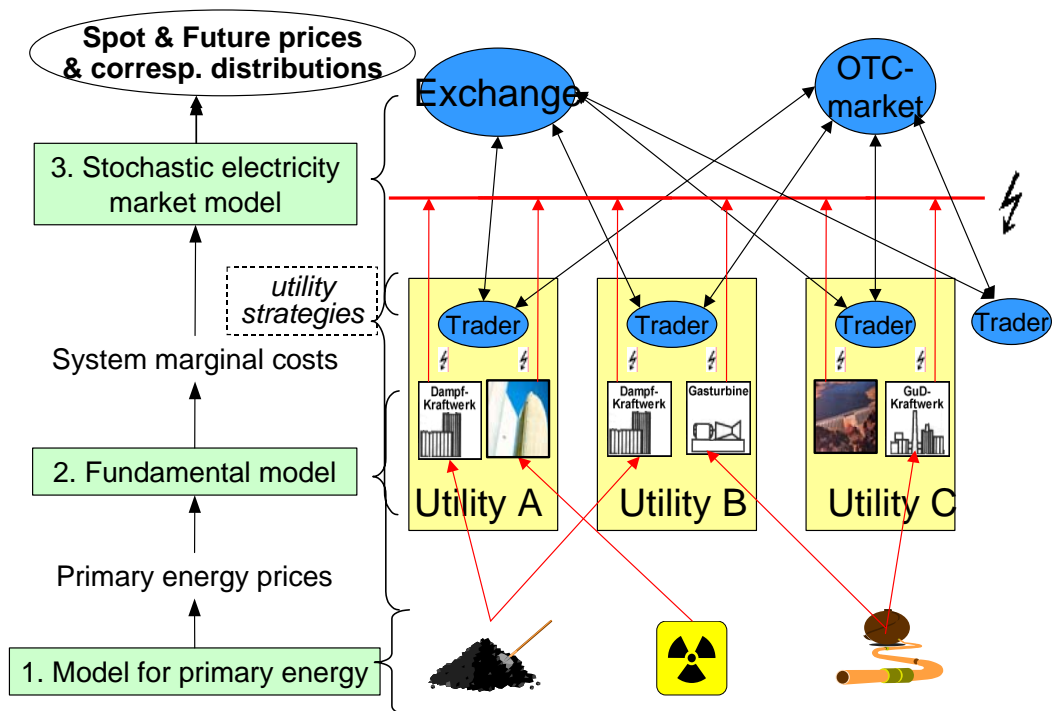 Spot & Future prices
& corresp. distributions
3. Stochastic electricity
market model
utility
strategies
System marginal costs
2. Fundamental model
Primary energy prices
1. Model for primary energy
Exchange
OTC-
market
Trader
Trader
Trader
Trader
Dampf-
Kraftwerk
Dampf-
Kraftwerk
Gasturbine
GuD-
Kraftwerk
Utility A
Utility B
Utility C